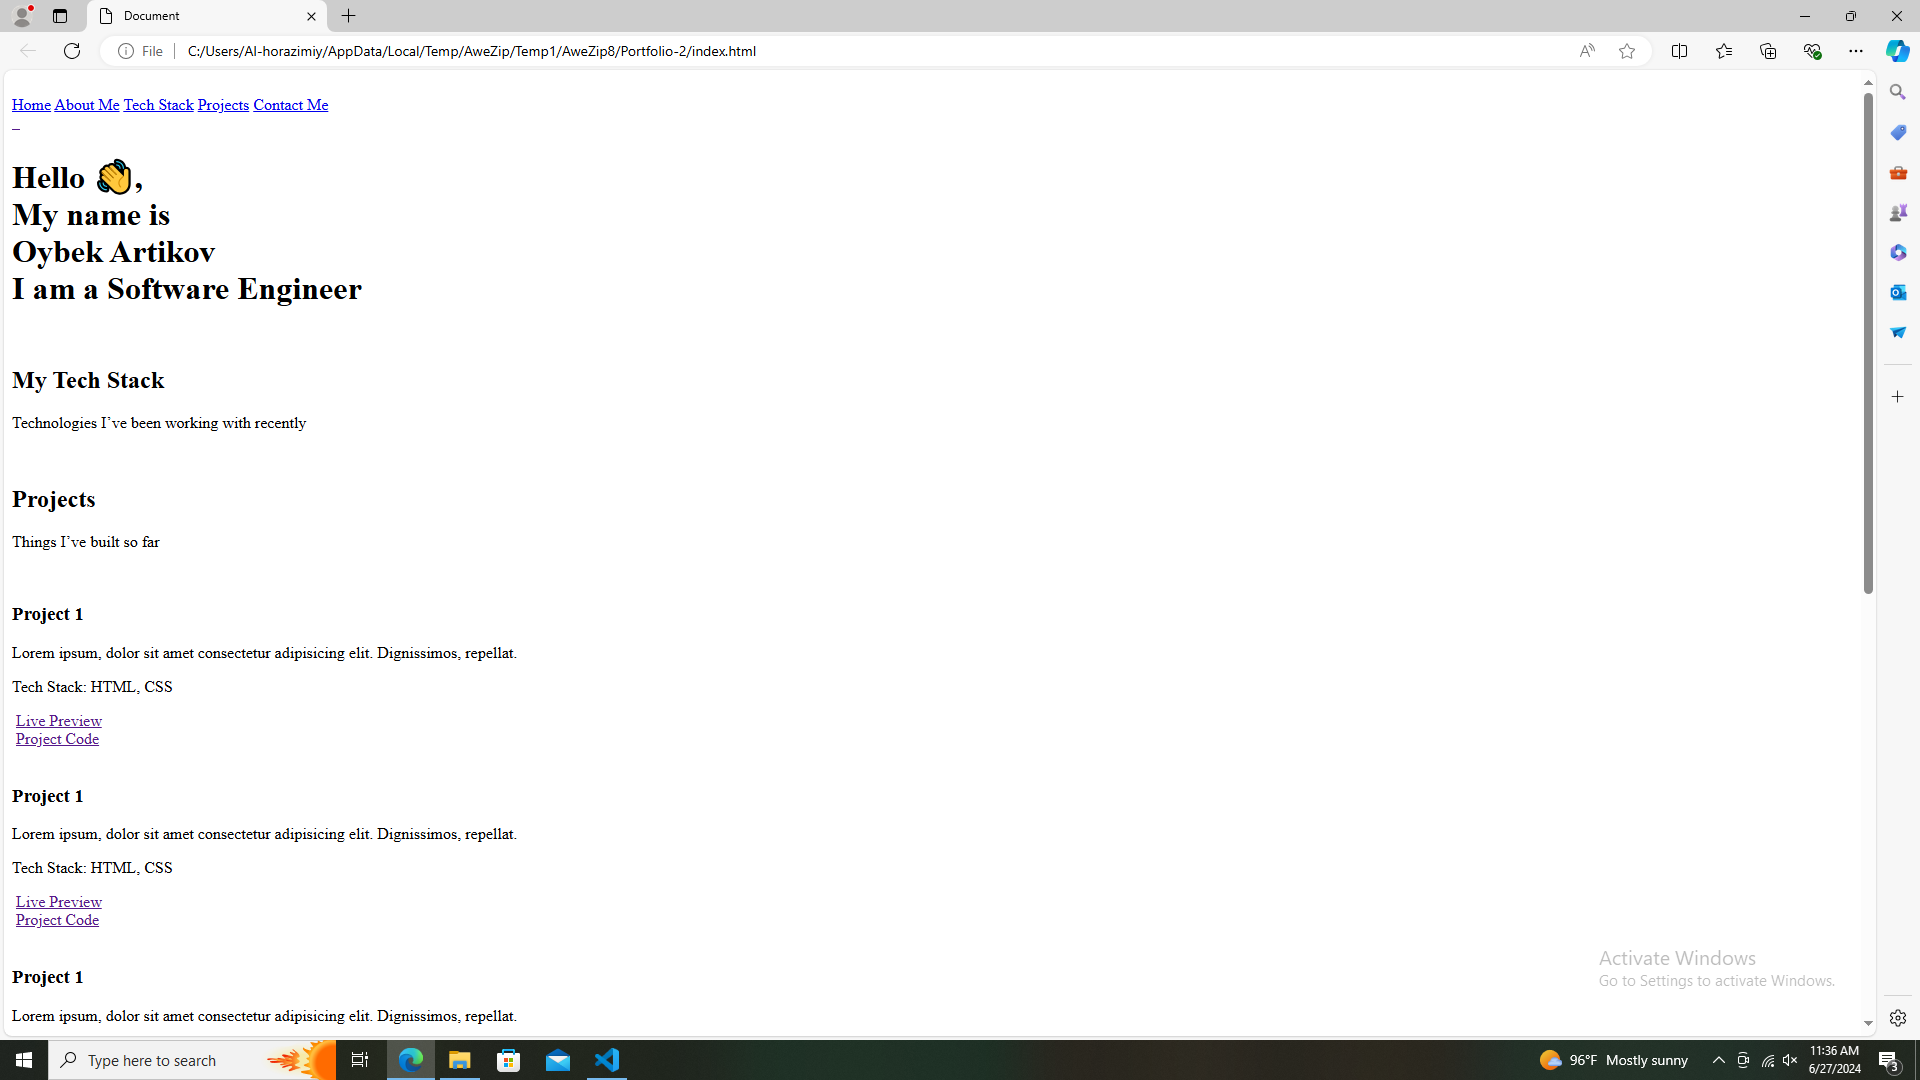 Document
File
C:/Users/Al-horazimiy/AppData/Local/Temp/AweZip/Temp1/AweZip8/Portfolio-2/index.html
Home About Me Tech Stack Projects Contact Me
_
Hello 👋,
My name is
Oybek Artikov
I am a Software Engineer
My Tech Stack
Technologies I’ve been working with recently
Projects
Things I’ve built so far
Project 1
Lorem ipsum, dolor sit amet consectetur adipisicing elit. Dignissimos, repellat.
Tech Stack: HTML, CSS
Live Preview
Project Code
Project 1
Lorem ipsum, dolor sit amet consectetur adipisicing elit. Dignissimos, repellat.
Tech Stack: HTML, CSS
Live Preview
Project Code
Project 1
Lorem ipsum, dolor sit amet consectetur adipisicing elit. Dignissimos, repellat.
Activate Windows
Go to Settings to activate Windows.
Type here to search
96°F Mostly sunny
11:36 AM
6/27/2024
3